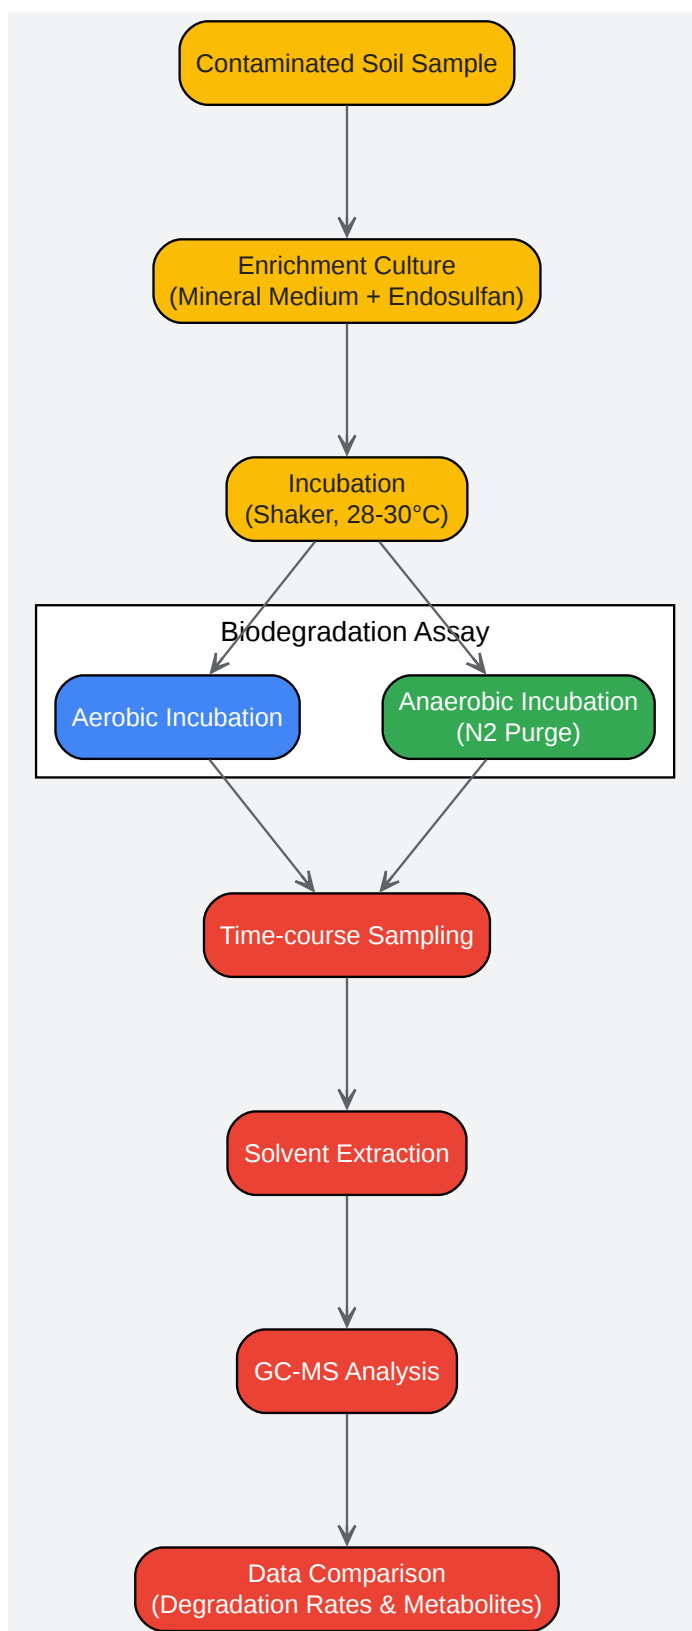 Contaminated Soil Sample
Enrichment Culture
(Mineral Medium + Endosulfan)
Incubation
(Shaker, 28-30°C)
Biodegradation Assay
Aerobic Incubation
Anaerobic Incubation
(N2 Purge)
Time-course Sampling
Solvent Extraction
GC-MS Analysis
Data Comparison
(Degradation Rates & Metabolites)